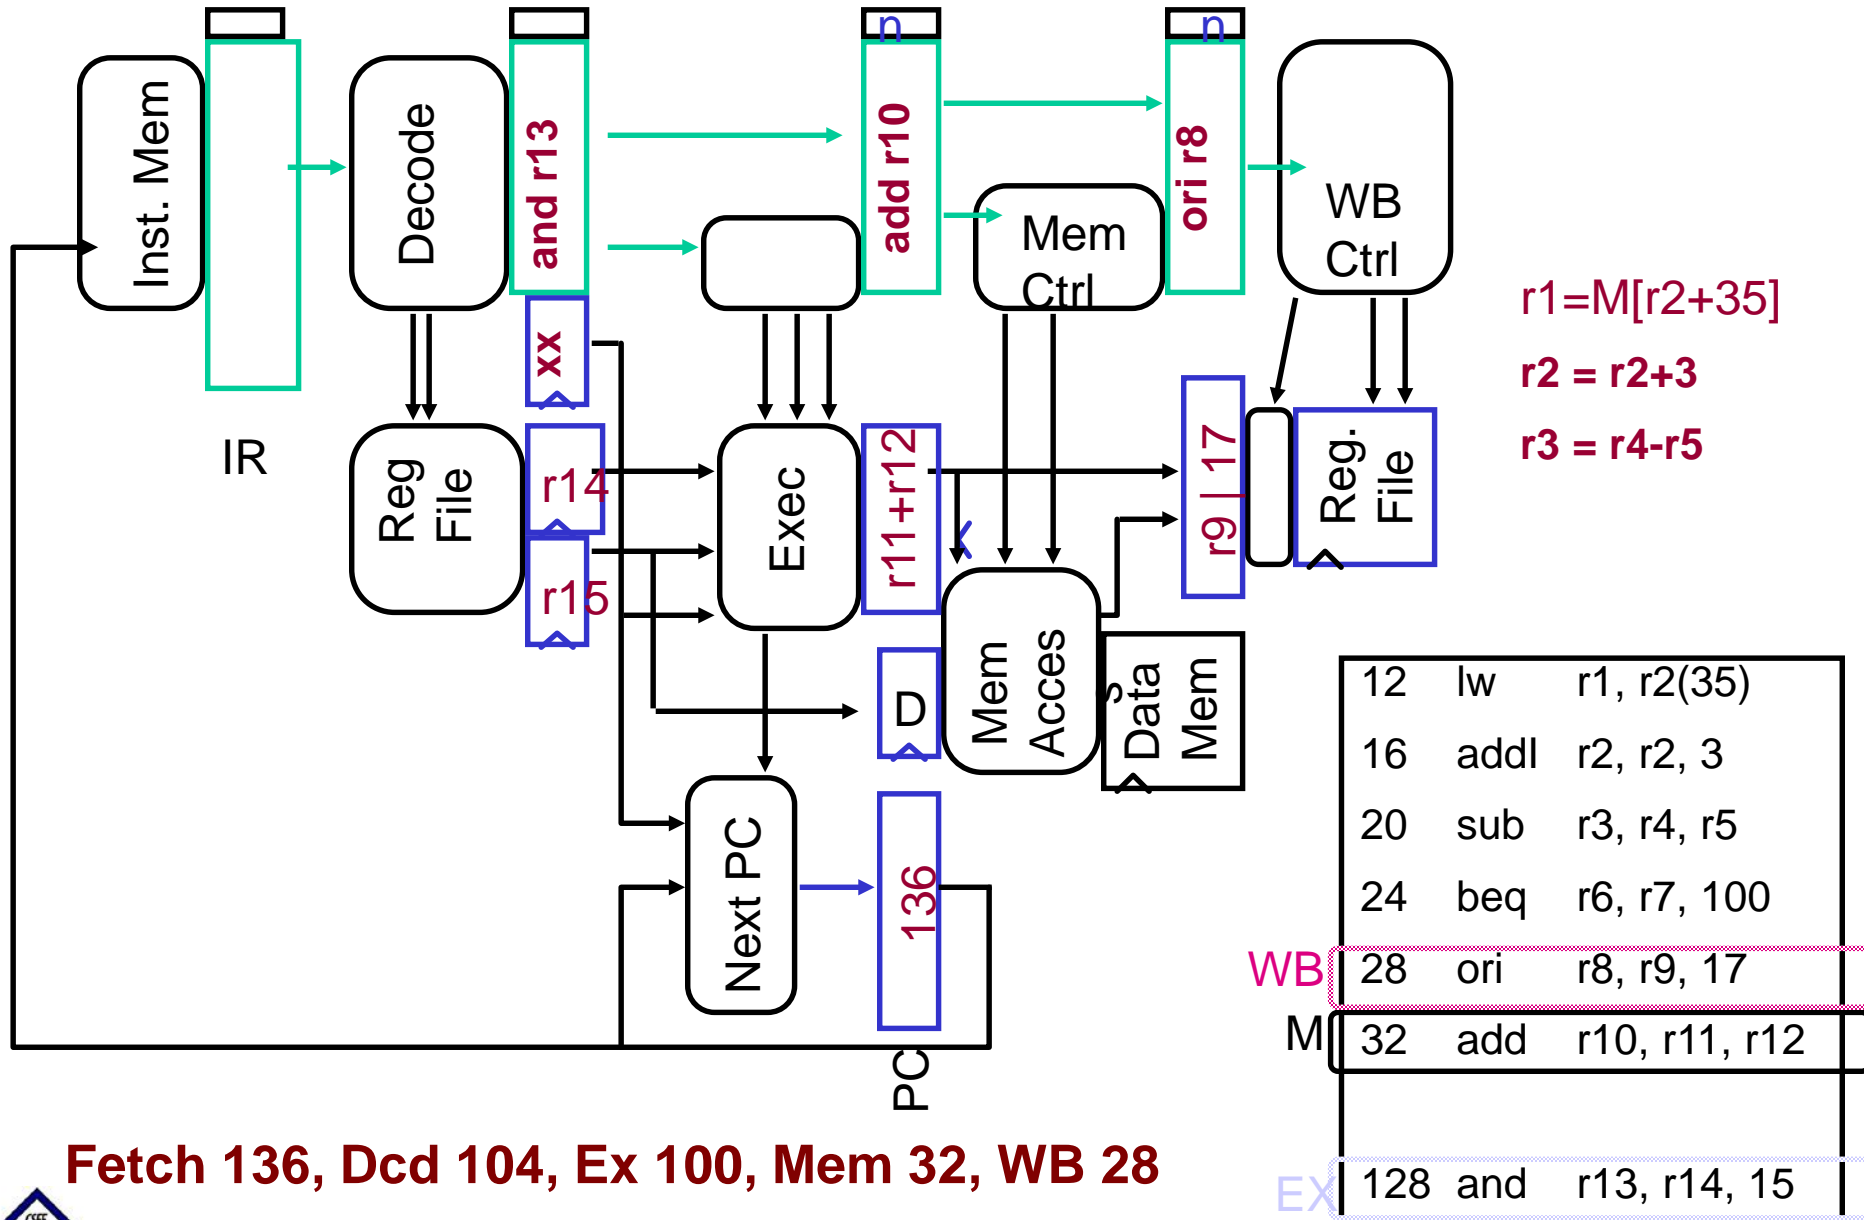 n
n
Inst. Mem
Decode
and r13
add r10
ori r8
WB
Ctrl
Mem
Ctrl
r1=M[r2+35]
r2 = r2+3
r3 = r4-r5
xx
IR
Reg
File
r14
r15
Exec
r11+r12
r9 | 17
Reg.
File
D
Mem
Acces
s
Data
Mem
Next PC
136
PC
12 lw r1, r2(35)
16 addI r2, r2, 3
20 sub r3, r4, r5
24 beq r6, r7, 100
WB 28 ori r8, r9, 17
M 32 add r10, r11, r12
EX 128 and r13, r14, 15
Fetch 136, Dcd 104, Ex 100, Mem 32, WB 28